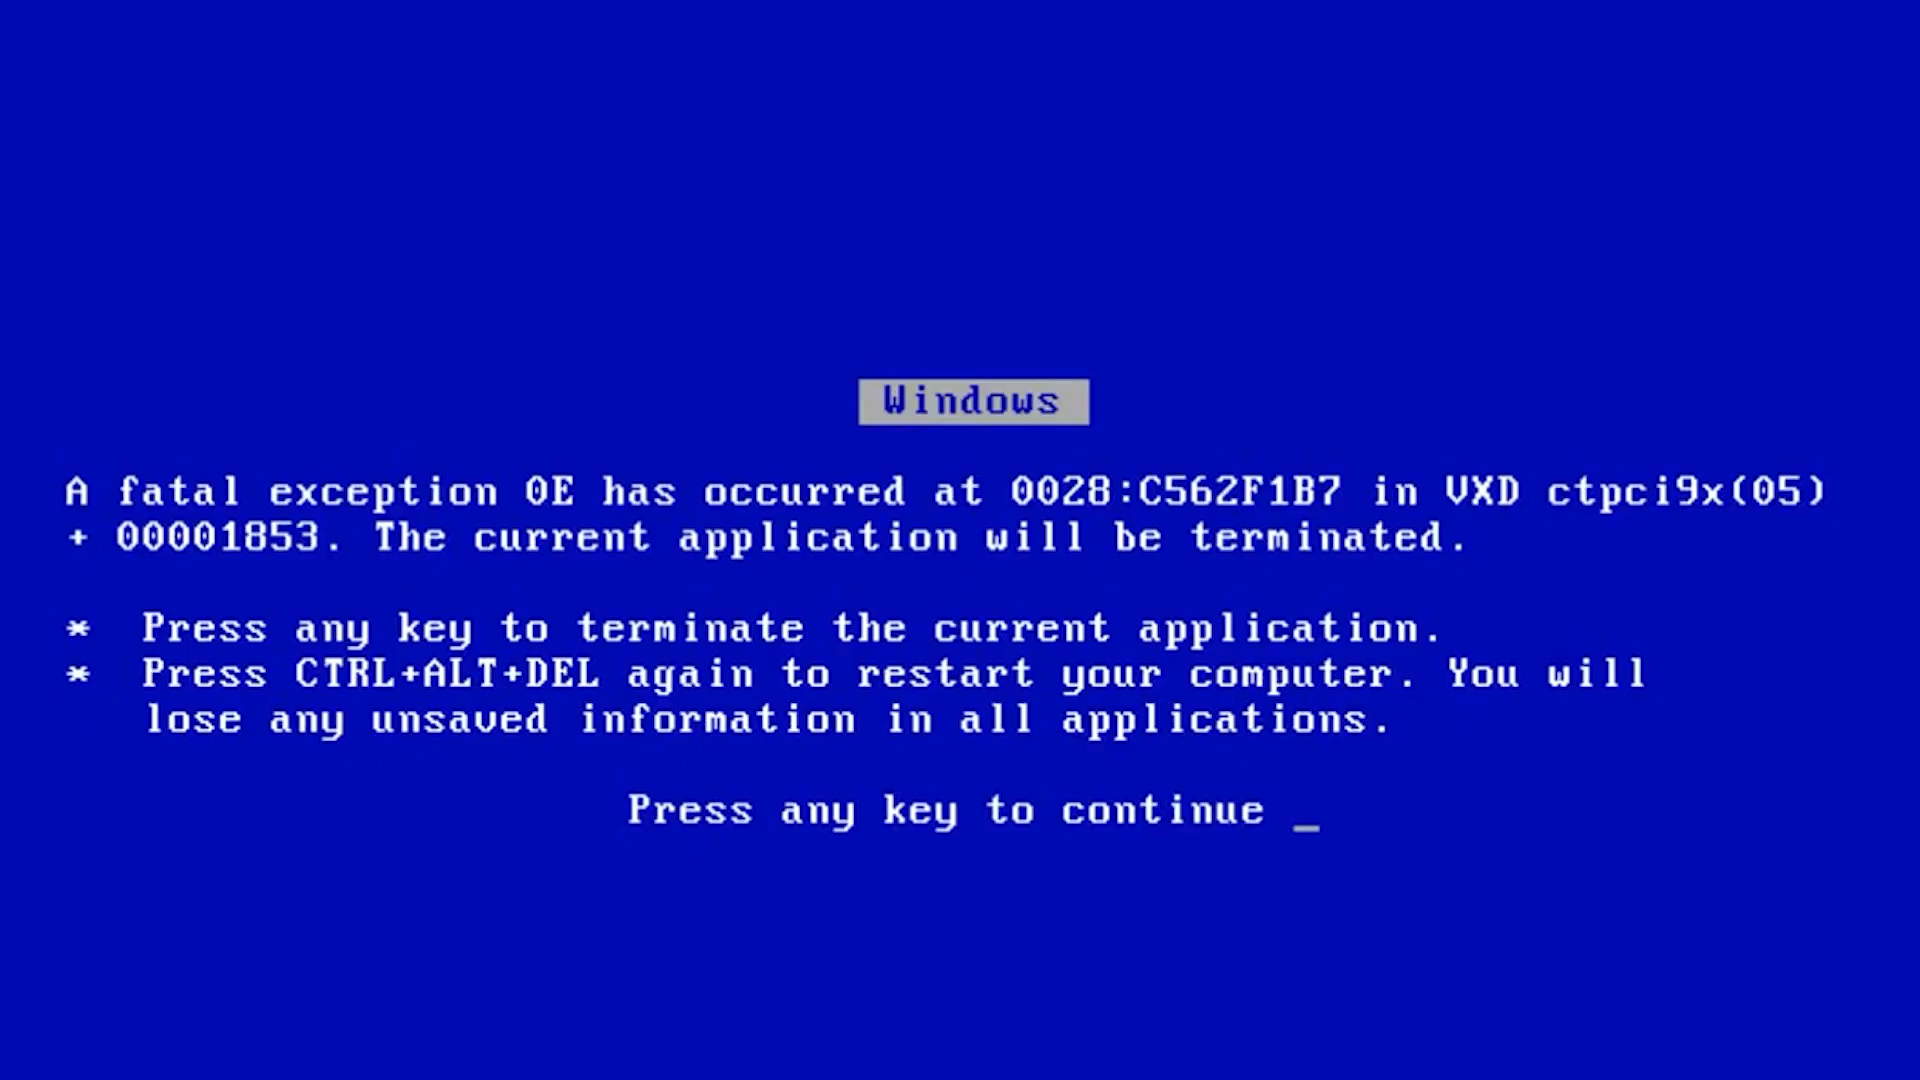 Windows
A fatal exception 0E has occurred at 0028:C562F1B7 in VXD ctpci9x(05)
+ 00001853. The current application will be terminated.
* Press any key to terminate the current application.
* Press CTRL+ALT+DEL again to restart your computer. You will
lose any unsaved information in all applications.
Press any key to continue _